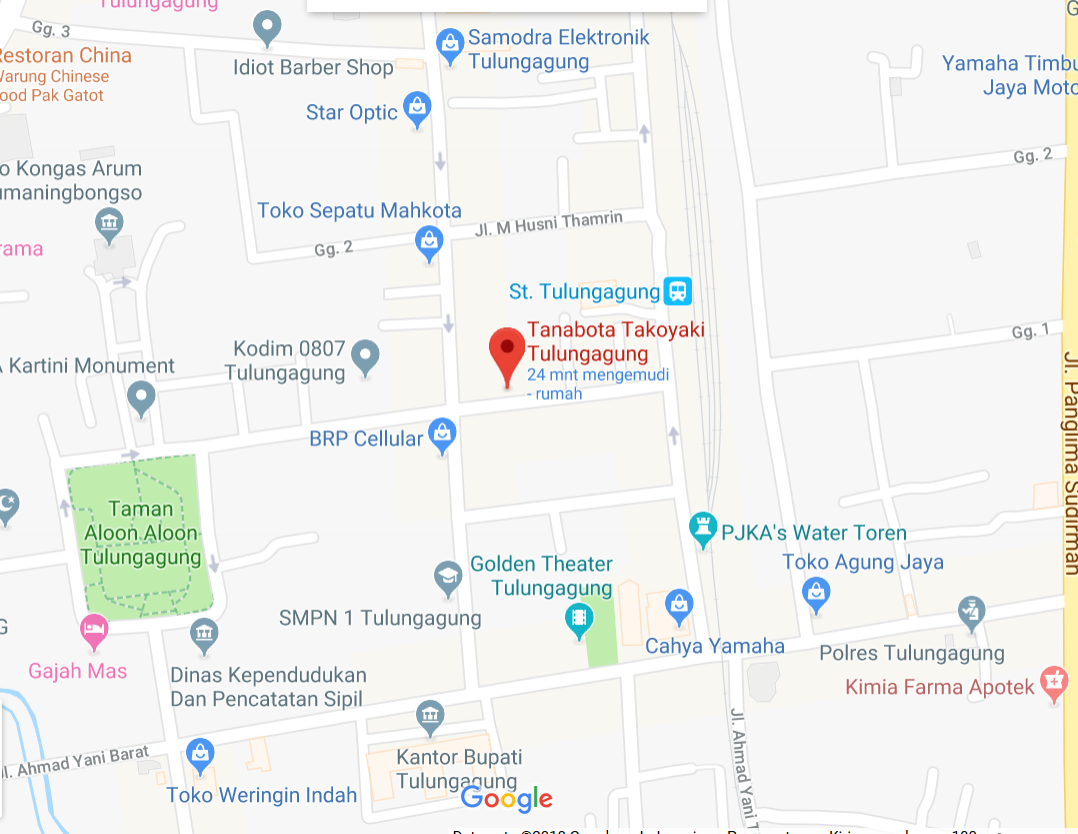 Tulungagung
Gg. 3
Idiot Barber Shop
Samodra Elektronik
Tulungagung
Restoran China
Warung Chinese
ood Pak Gatot
Star Optic
Yamaha Timbu
Jaya Moto
Gg. 2
o Kongas Arum
umaningbongso
Toko Sepatu Mahkota
Jl. M Husni Thamrin
Gg. 2
rama
St. Tulungagung
Tanabota Takoyaki
Tulungagung
24 mnt mengemudi
- rumah
Gg. 1
Kodim 0807
Tulungagung
A Kartini Monument
Jl. Panglima Sudirman
BRP Cellular
Taman
Aloon Aloon
Tulungagung
PJKA's Water Toren
Golden Theater
Tulungagung
Toko Agung Jaya
SMPN 1 Tulungagung
G
Cahya Yamaha
Polres Tulungagung
Gajah Mas
Dinas Kependudukan
Dan Pencatatan Sipil
Kimia Farma Apotek
Jl. Ahmad Yani T
Jl. Ahmad Yani Barat
Kantor Bupati
Tulungagung
Toko Weringin Indah
Google